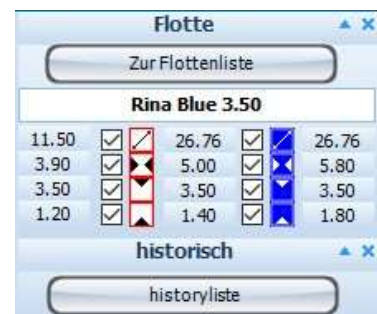 Flotte
Zur Flottenliste
Rina Blue 3.50
11.50 26.76 26.76
3.90 5.00 5.80
3.50 3.50 3.50
1.20 1.40 1.80
historisch
historyliste